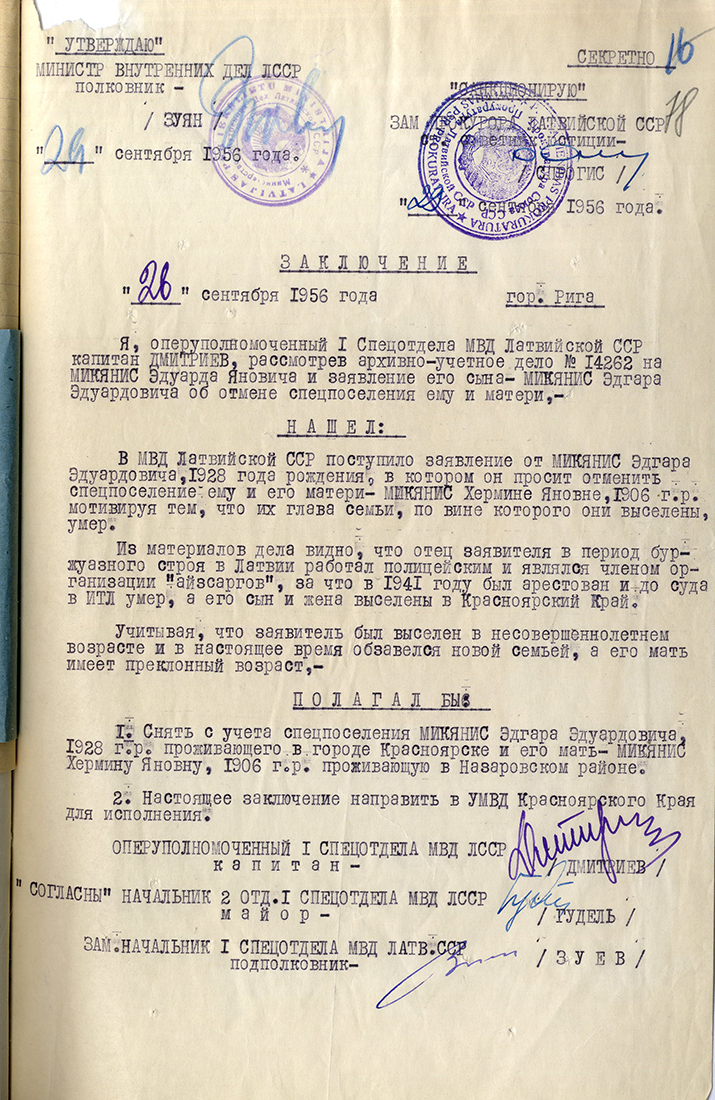 " УТВЕРЖДАЮ"
МИНИСТР ВНУТРЕННИХ ДЕЛ ЛССР
ПОЛКОВНИК -
/ ЗУЯН /
"29" сентября 1956 года.
СЕКРЕТНО 16
18
"САНКЦИОНИРУЮ"
ЗАМ ПРОКУРОРА ЛАТВИЙСКОЙ ССР
советник юстиции-
СПРОГИС /
" " сентября 1956 года.
ЗАКЛЮЧЕНИЕ
"26" сентября 1956 года гор. Рига
Я, оперуполномоченный I Спецотдела МВД Латвийской ССР
капитан ДМИТРИЕВ, рассмотрев архивно-учетное дело № 14262 на
МИКЯНИС Эдуарда Яновича и заявление его сына- МИКЯНИС Эдгара
Эдуардовича об отмене спецпоселения ему и матери,-
НАШЕЛ:
В МВД Латвийской ССР поступило заявление от МИКЯНИС Эдгара
Эдуардовича,1928 года рождения, в котором он просит отменить
спецпоселение ему и его матери- МИКЯНИС Хермине Яновне,1906 г.р.
мотивируя тем, что их глава семьи, по вине которого они выселены,
умер.
Из материалов дела видно, что отец заявителя в период бур-
жуазного строя в Латвии работал полицейским и являлся членом ор-
ганизации "айзсаргов", за что в 1941 году был арестован и до суда
в ИТЛ умер, а его сын и жена выселены в Красноярский Край.
Учитывая, что заявитель был выселен в несовершеннолетнем
возрасте и в настоящее время обзавелся новой семьей, а его мать
имеет преклонный возраст,-
ПОЛАГАЛ БЫ:
1. Снять с учета спецпоселения МИКЯНИС Эдгара Эдуардовича,
1928 г.р. проживающего в городе Красноярске и его мать- МИКЯНИС
Хермину Яновну, 1906 г.р. проживающую в Назаровском районе.
2. Настоящее заключение направить в УМВД Красноярского Края
для исполнения.
ОПЕРУПОЛНОМОЧЕННЫЙ I СПЕЦОТДЕЛА МВД ЛССР
капитан- / ДМИТРИЕВ /
" СОГЛАСНЫ" НАЧАЛЬНИК 2 ОТД.I СПЕЦОТДЕЛА МВД ЛССР
майор- / ГУДЕЛЬ /
ЗАМ.НАЧАЛЬНИК I СПЕЦОТДЕЛА МВД ЛАТВ.ССР
подполковник- / ЗУЕВ /